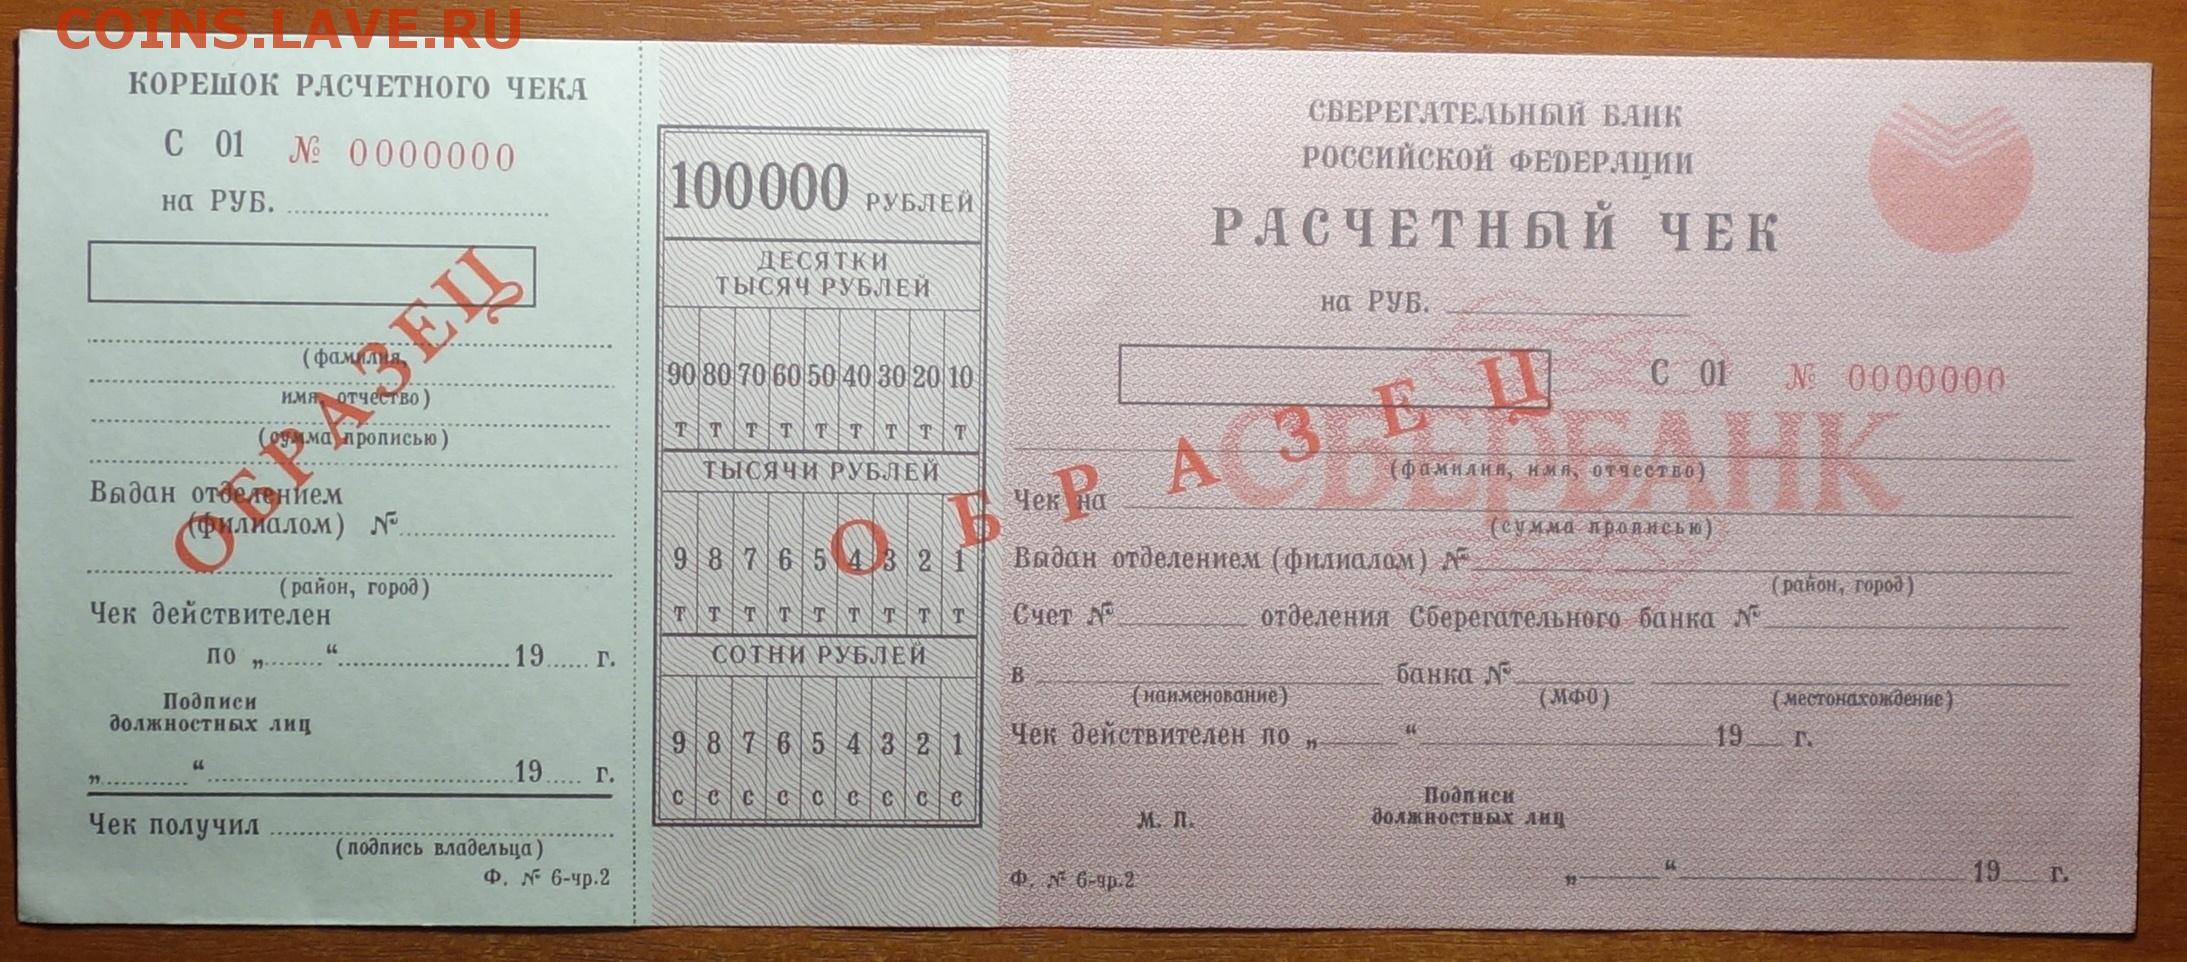 COINS.LAVE.RU
КОРЕШОК РАСЧЕТНОГО ЧЕКА
С 01 № 0000000
на РУБ.
(фамилия,
имя, отчество)
(сумма прописью)
Выдан отделением
(филиалом) №
(район, город)
Чек действителен
по „ “ 19 г.
Подписи
должностных лиц
„ “ 19 г.
Чек получил
(подпись владельца)
Ф. № 6-чр.2
ОБРАЗЕЦ
100000 РУБЛЕЙ
ДЕСЯТКИ
ТЫСЯЧ РУБЛЕЙ
90 80 70 60 50 40 30 20 10
Т Т Т Т Т Т Т Т Т
ТЫСЯЧИ РУБЛЕЙ
9 8 7 6 5 4 3 2 1
Т Т Т Т Т Т Т Т Т
СОТНИ РУБЛЕЙ
9 8 7 6 5 4 3 2 1
С С С С С С С С С
СБЕРЕГАТЕЛЬНЫЙ БАНК
РОССИЙСКОЙ ФЕДЕРАЦИИ
РАСЧЕТНЫЙ ЧЕК
на РУБ.
С 01 № 0000000
СБЕРБАНК
ОБРАЗЕЦ
(фамилия, имя, отчество)
Чек на
(сумма прописью)
Выдан отделением (филиалом) №
(район, город)
Счет № отделения Сберегательного банка №
в банка №
(наименование) (МФО) (местонахождение)
Чек действителен по „ “ 19 г.
Подписи
М. П. должностных лиц
„ “ 19 г.
Ф. № 6-чр.2